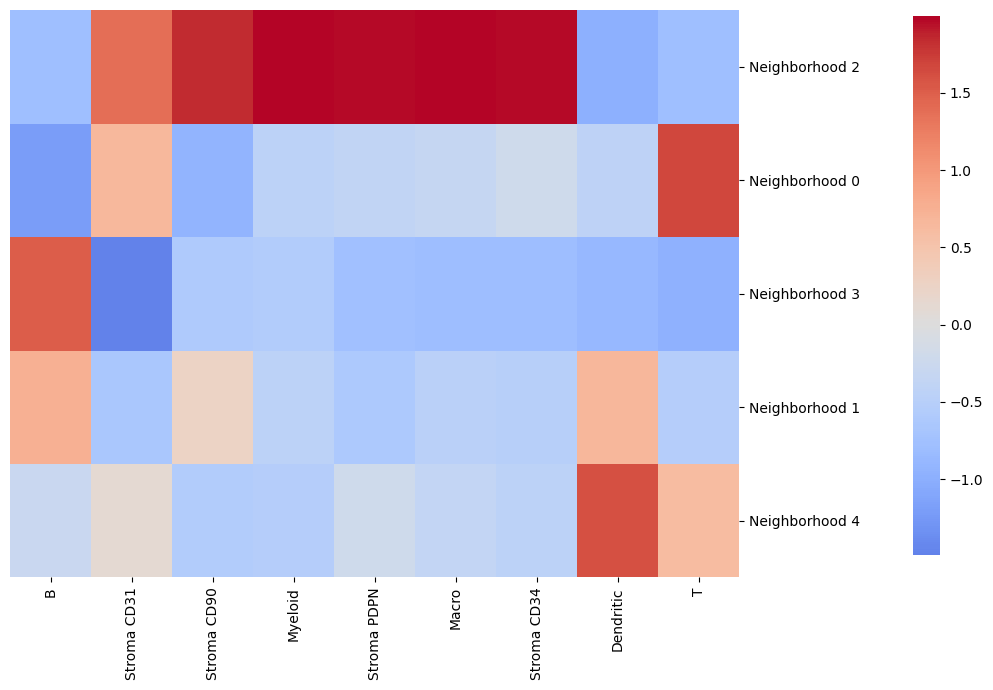 Neighborhood 2
Neighborhood 0
Neighborhood 3
Neighborhood 1
Neighborhood 4
B
Stroma CD31
Stroma CD90
Myeloid
Stroma PDPN
Macro
Stroma CD34
Dendritic
T
1.5
1.0
0.5
0.0
−0.5
−1.0